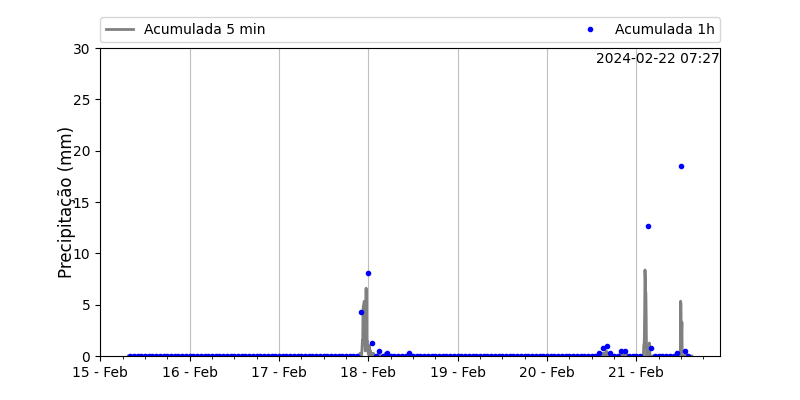 Acumulada 5 min
Acumulada 1h
2024-02-22 07:27
Precipitação (mm)
30
25
20
15
10
5
0
15 - Feb
16 - Feb
17 - Feb
18 - Feb
19 - Feb
20 - Feb
21 - Feb